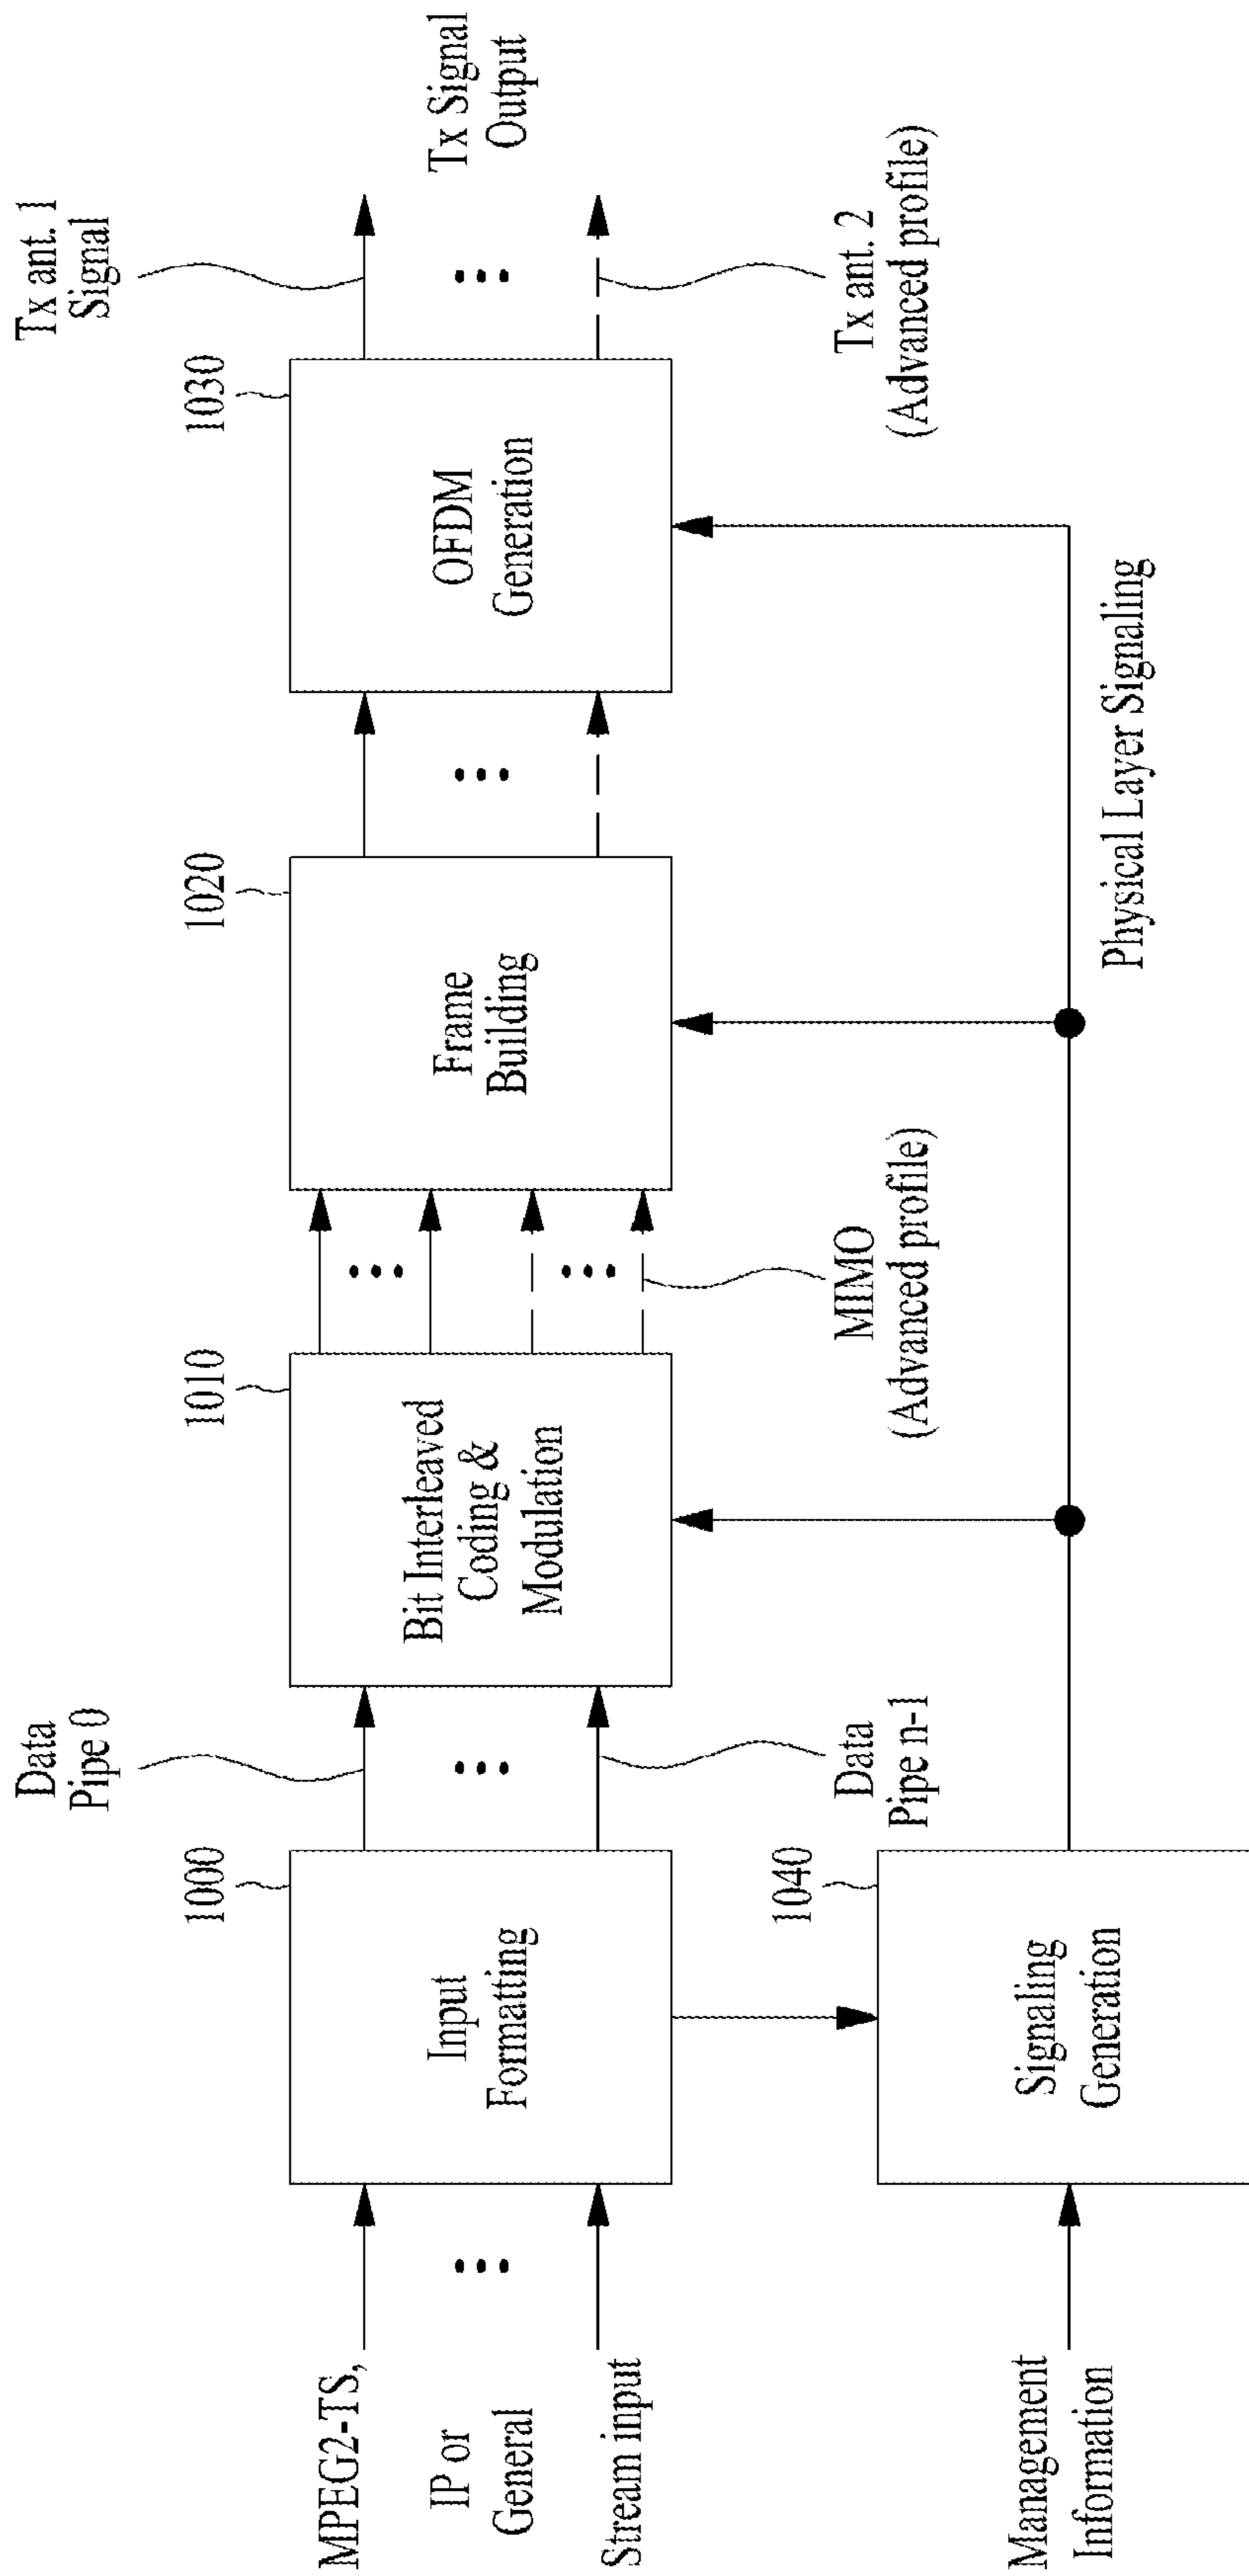 MPEG2-TS,
IP or
General
Stream input
Management
Information
1000
Input
Formatting
1040
Signaling
Generation
Data
Pipe 0
Data
Pipe n-1
1010
Bit Interleaved
Coding &
Modulation
MIMO
(Advanced profile)
1020
Frame
Building
Physical Layer Signaling
1030
OFDM
Generation
Tx ant. 1
Signal
Tx Signal
Output
Tx ant. 2
(Advanced profile)